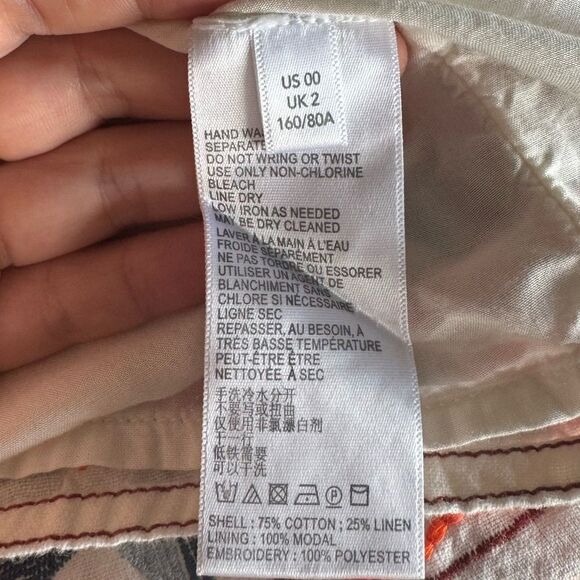 US 00
UK 2
160/80A
HAND
SEPARATE
DO NOT WRING OR TWIST
USE ONLY NON-CHLORINE
BLEACH
LINE DRY
LOW IRON AS NEEDED
MAY BE DRY CLEANED
LAVER À LA MAIN À L'EAU
FROIDE SÉPARÉMENT
NE PAS TORDRE OU ESSORER
UTILISER UN AGENT DE
BLANCHIMENT SANS
CHLORE SI NÉCESSAIRE
LIGNE SEC
REPASSER, AU BESOIN, À
TRÈS BASSE TEMPÉRATURE
PEUT-ÊTRE ÊTRE
NETTOYÉE À SEC
手洗冷水分开
不要写或扭曲
仅使用非氯漂白剂
干一行
低铁需要
可以干洗
SHELL : 75% COTTON ; 25% LINEN
LINING : 100% MODAL
EMBROIDERY : 100% POLYESTER